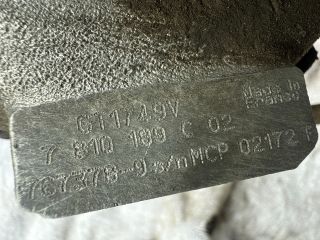 Made in
France
GT1749V
7 810 189 C 02
767378-9 s/n MCP 02172 F